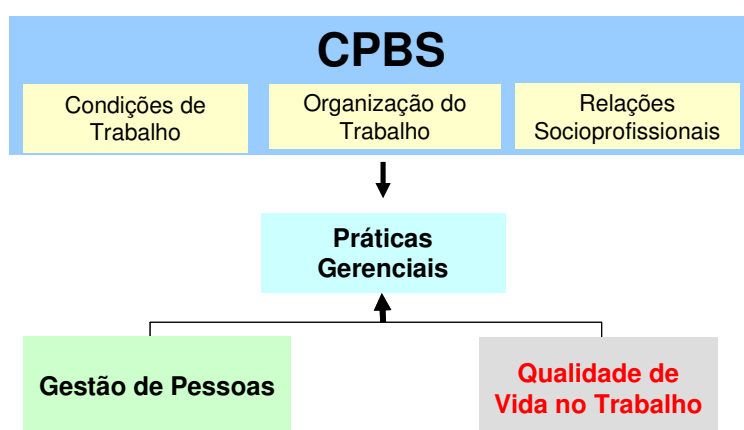 CPBS
Condições de
Trabalho
Organização do
Trabalho
Relações
Socioprofissionais
Práticas
Gerenciais
Gestão de Pessoas
Qualidade de
Vida no Trabalho